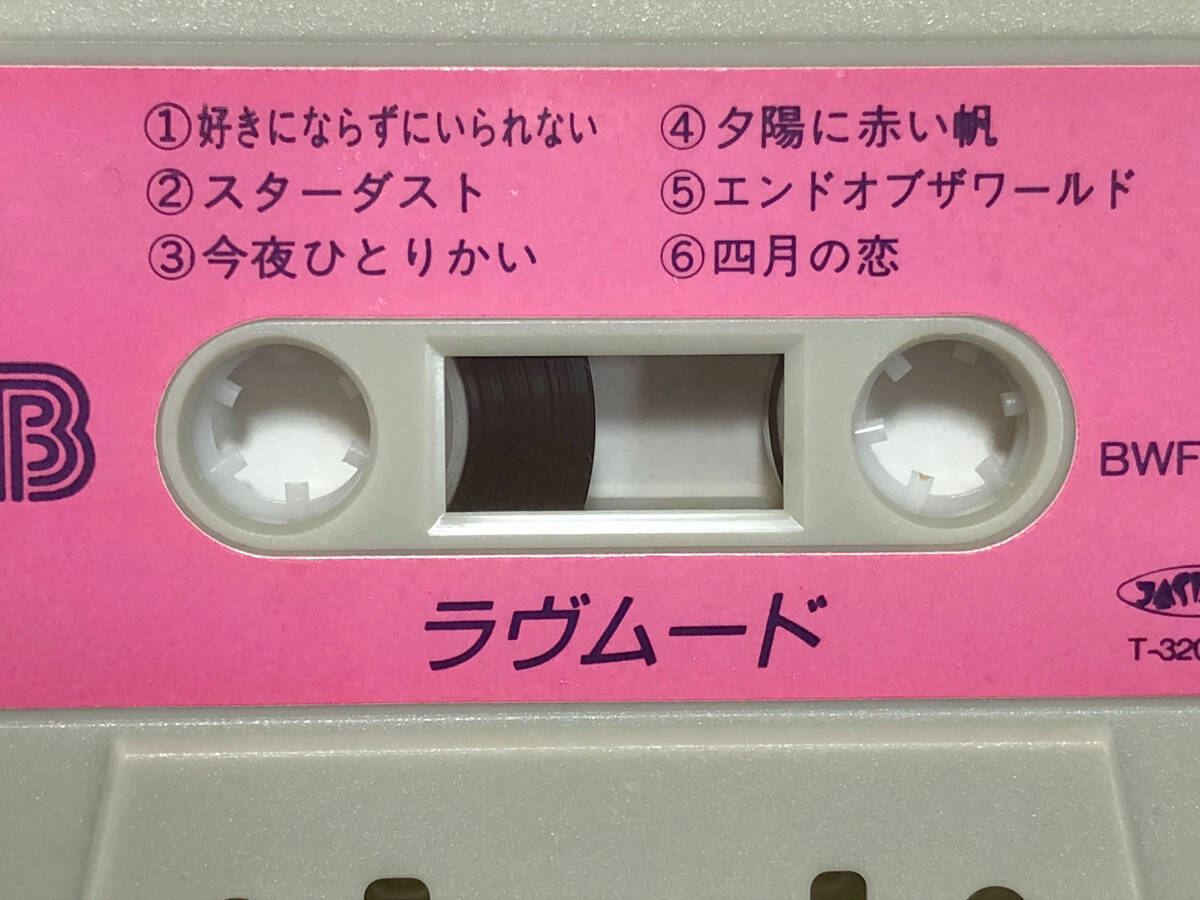 ①好きにならずにいられない
②スターダスト
③今夜ひとりかい
④夕陽に赤い帆
⑤エンドオブザワールド
⑥四月の恋
B
BWF
ラヴムード
T-320